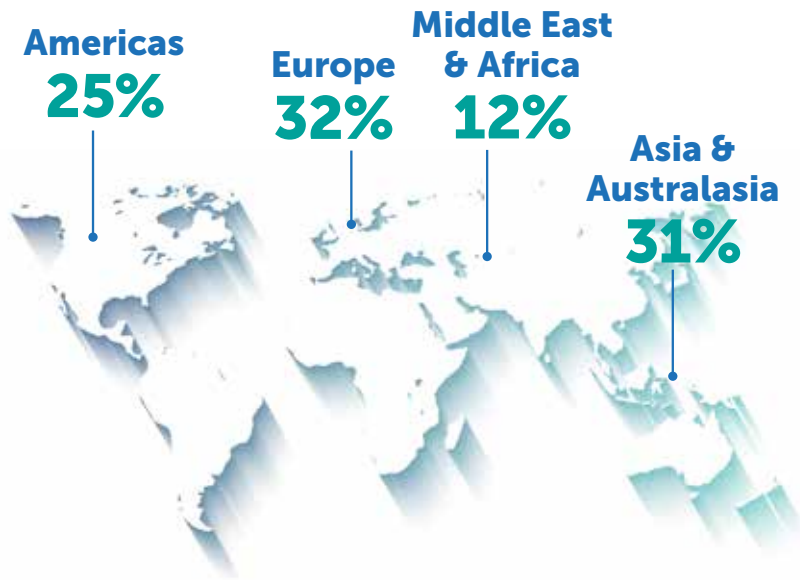 Americas
25%
Europe
32%
Middle East
& Africa
12%
Asia &
Australasia
31%